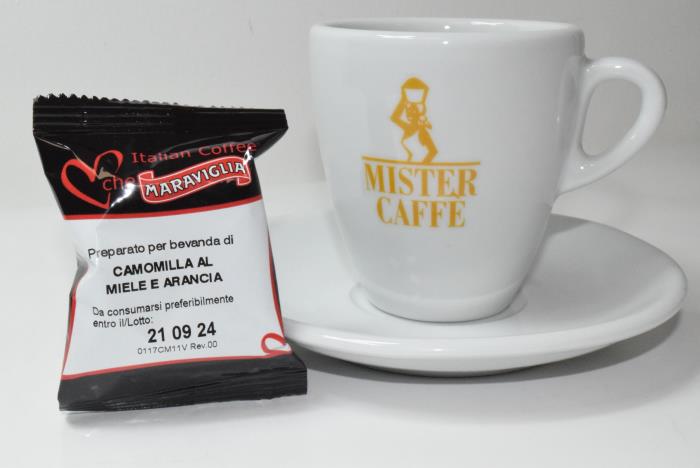 Italian Coffee
che
MARAVIGLIA
Preparato per bevanda di
CAMOMILLA AL
MIELE E ARANCIA
Da consumarsi preferibilmente
entro il/Lotto:
21 09 24
0117CM11V Rev.00
MISTER
CAFFÉ